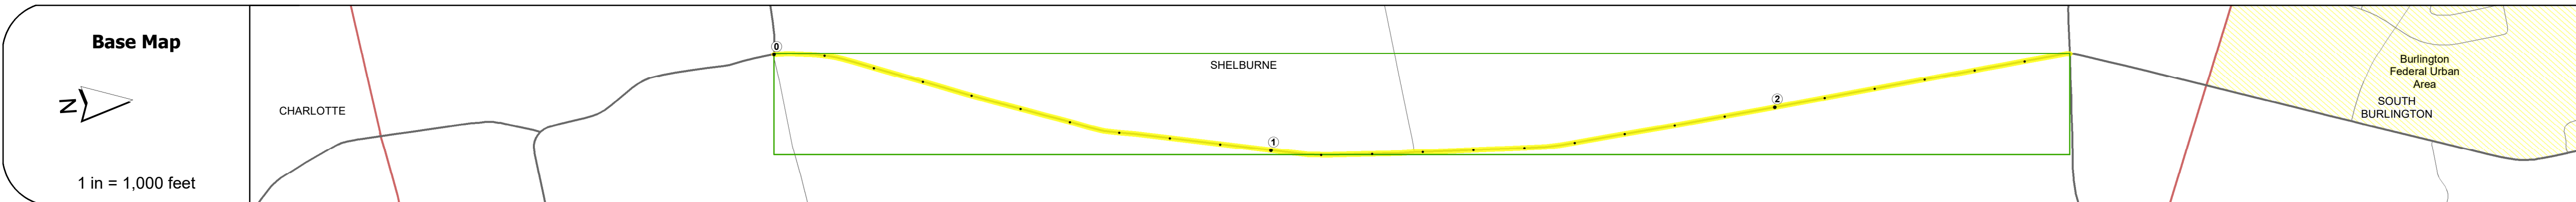 Base Map
N
1 in = 1,000 feet
CHARLOTTE
0
SHELBURNE
1
2
Burlington
Federal Urban
Area
SOUTH
BURLINGTON